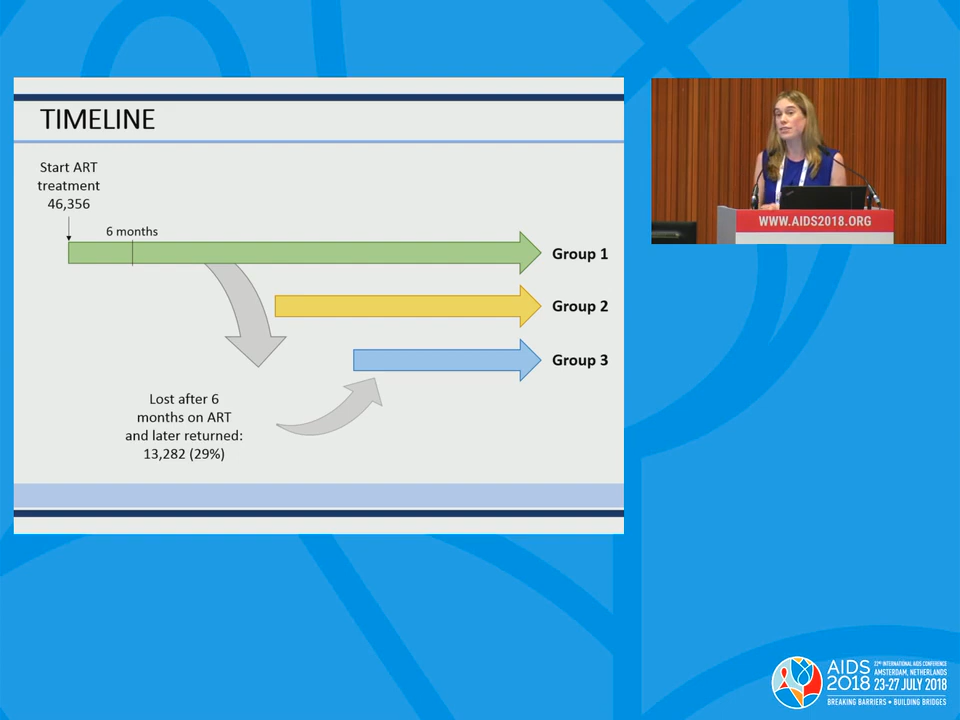 TIMELINE
Start ART
treatment
46,356
6 months
Group 1
Group 2
Group 3
Lost after 6
months on ART
and later returned:
13,282 (29%)
WWW.AIDS2018.ORG
AIDS
2018
22ND INTERNATIONAL AIDS CONFERENCE
AMSTERDAM, NETHERLANDS
23-27 JULY 2018
BREAKING BARRIERS • BUILDING BRIDGES